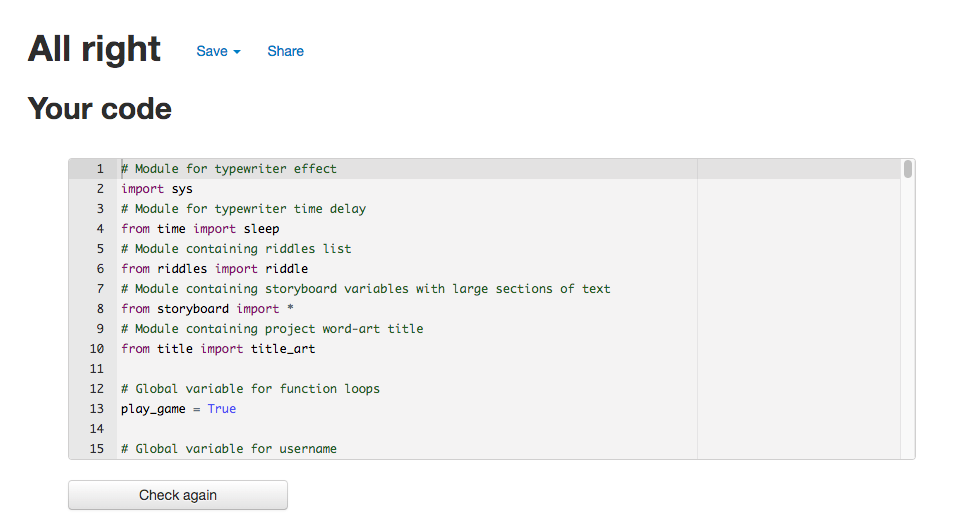 All right Save Share
Your code
1 # Module for typewriter effect
2 import sys
3 # Module for typewriter time delay
4 from time import sleep
5 # Module containing riddles list
6 from riddles import riddle
7 # Module containing storyboard variables with large sections of text
8 from storyboard import *
9 # Module containing project word-art title
10 from title import title_art
11
12 # Global variable for function loops
13 play_game = True
14
15 # Global variable for username
Check again